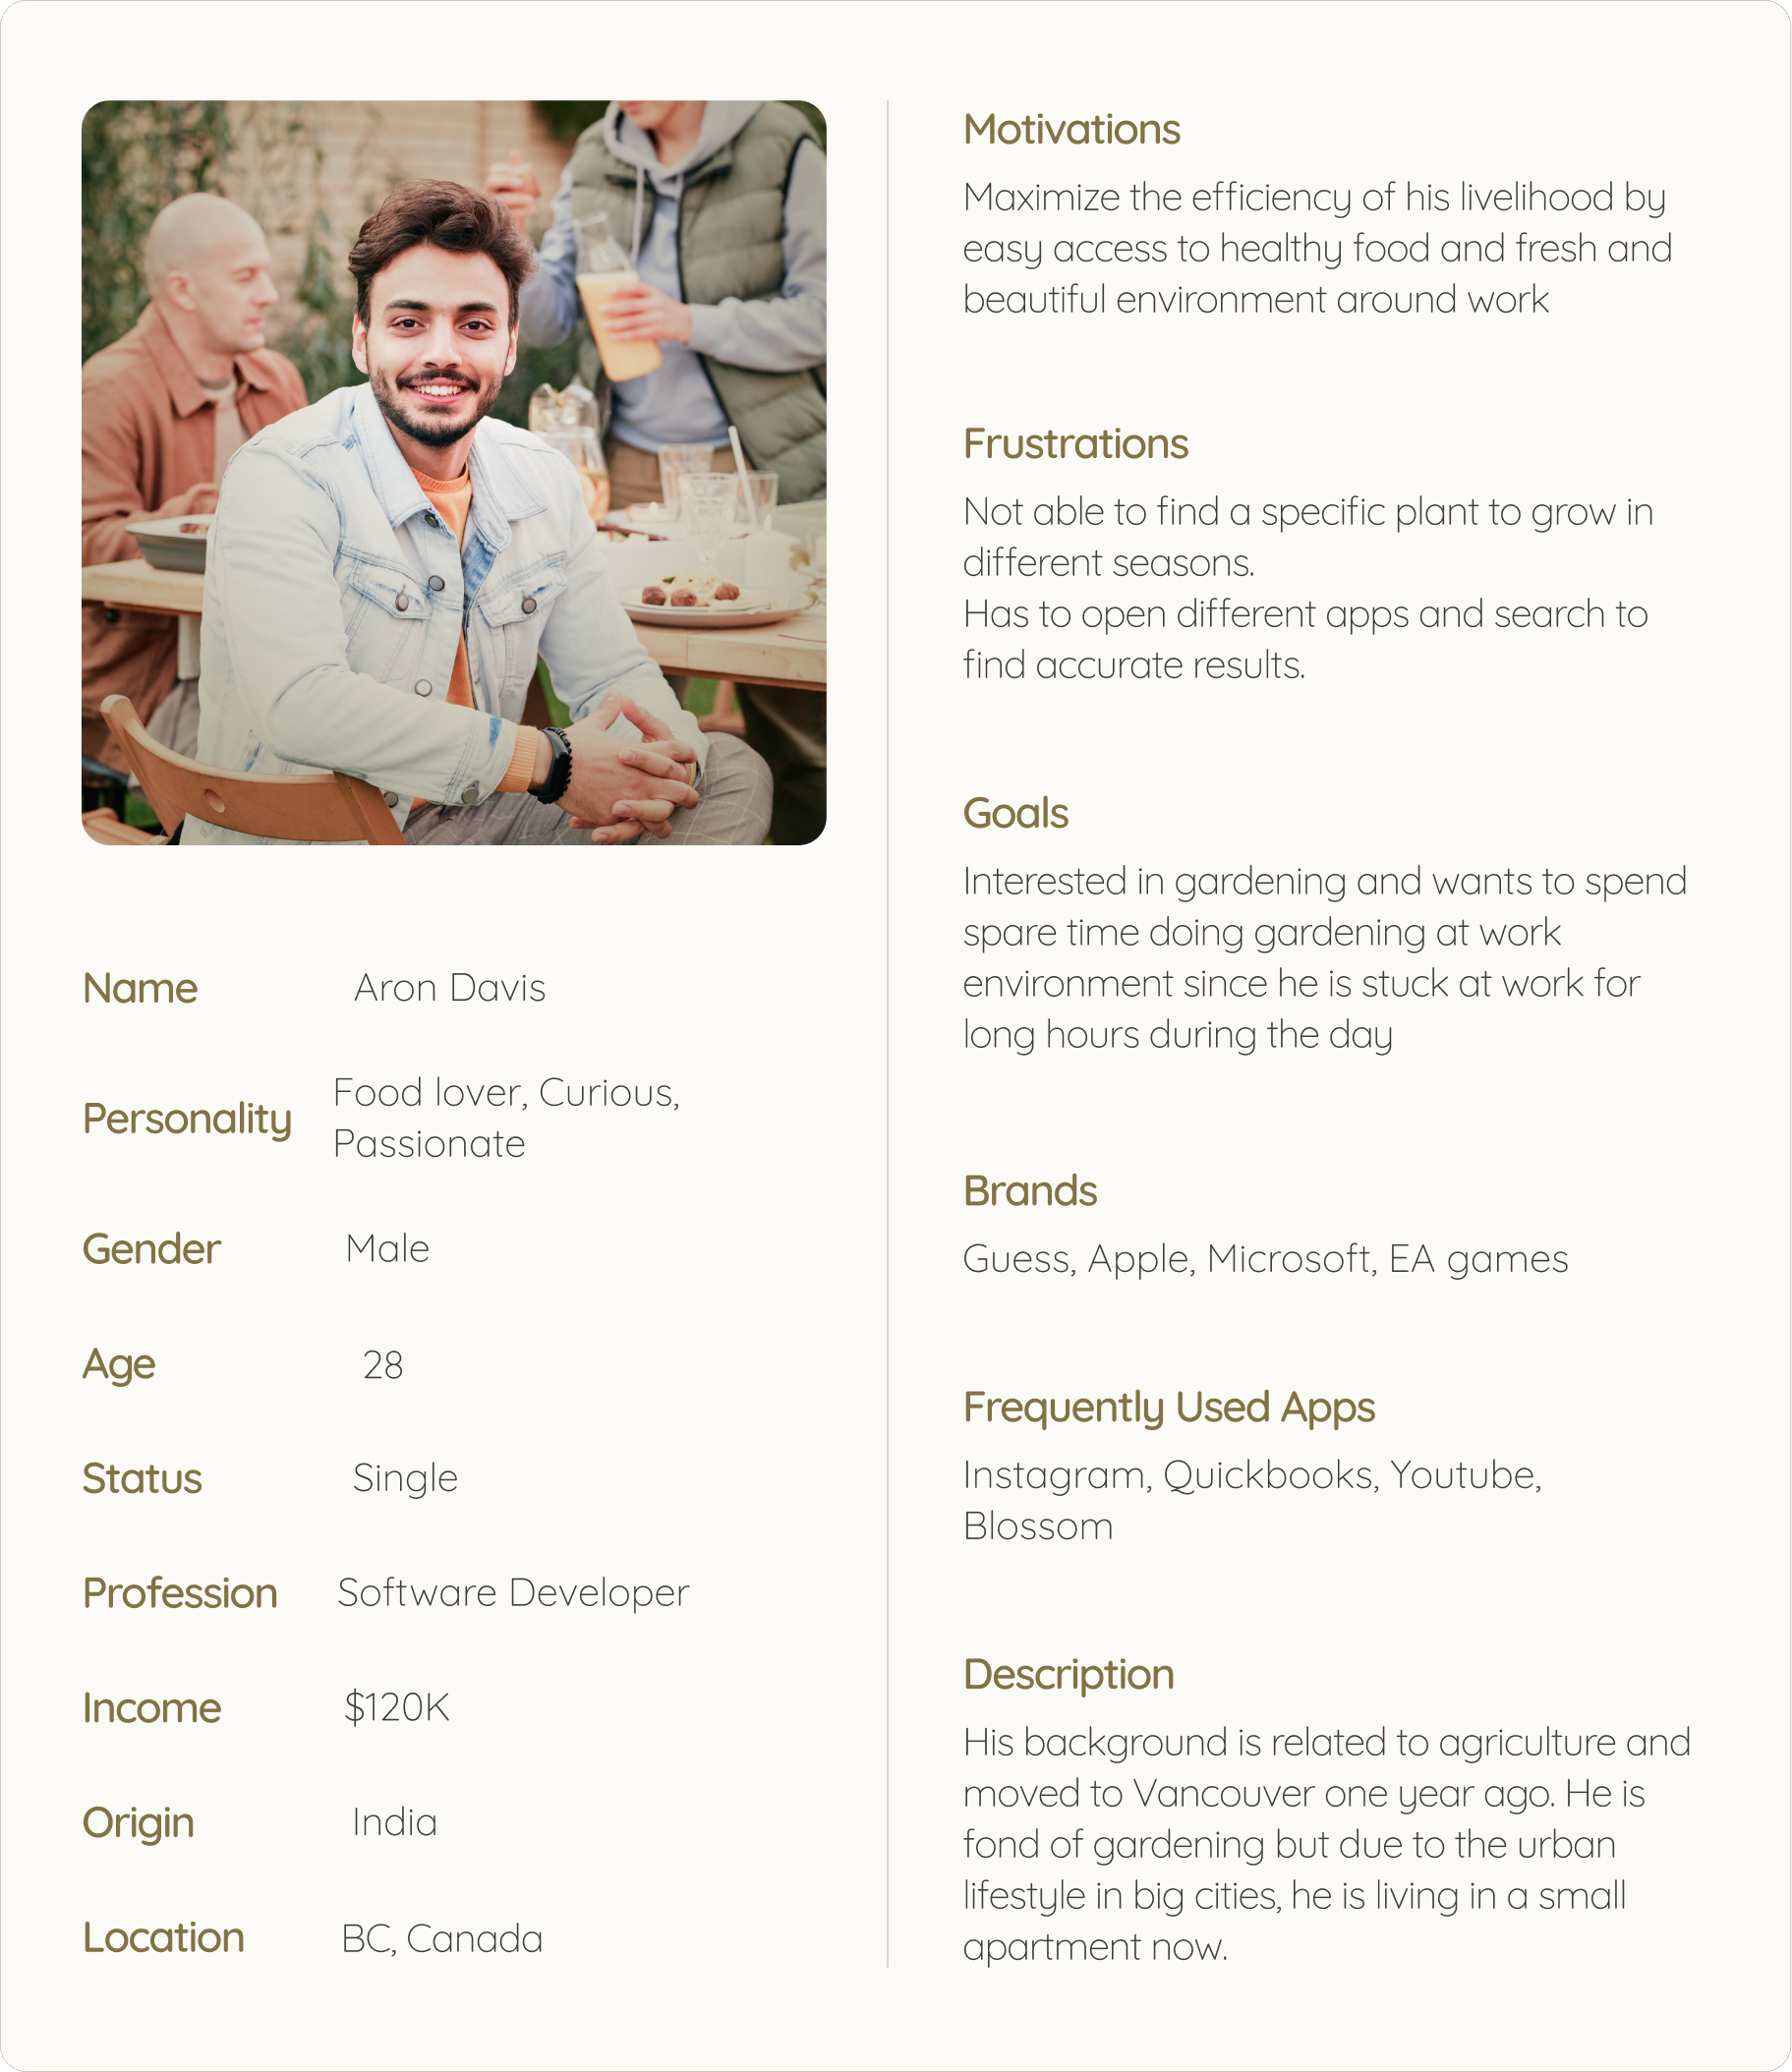 Name Aron Davis
Personality Food lover, Curious,
Passionate
Gender Male
Age 28
Status Single
Profession Software Developer
Income $120K
Origin India
Location BC, Canada
Motivations
Maximize the efficiency of his livelihood by
easy access to healthy food and fresh and
beautiful environment around work
Frustrations
Not able to find a specific plant to grow in
different seasons.
Has to open different apps and search to
find accurate results.
Goals
Interested in gardening and wants to spend
spare time doing gardening at work
environment since he is stuck at work for
long hours during the day
Brands
Guess, Apple, Microsoft, EA games
Frequently Used Apps
Instagram, Quickbooks, Youtube,
Blossom
Description
His background is related to agriculture and
moved to Vancouver one year ago. He is
fond of gardening but due to the urban
lifestyle in big cities, he is living in a small
apartment now.